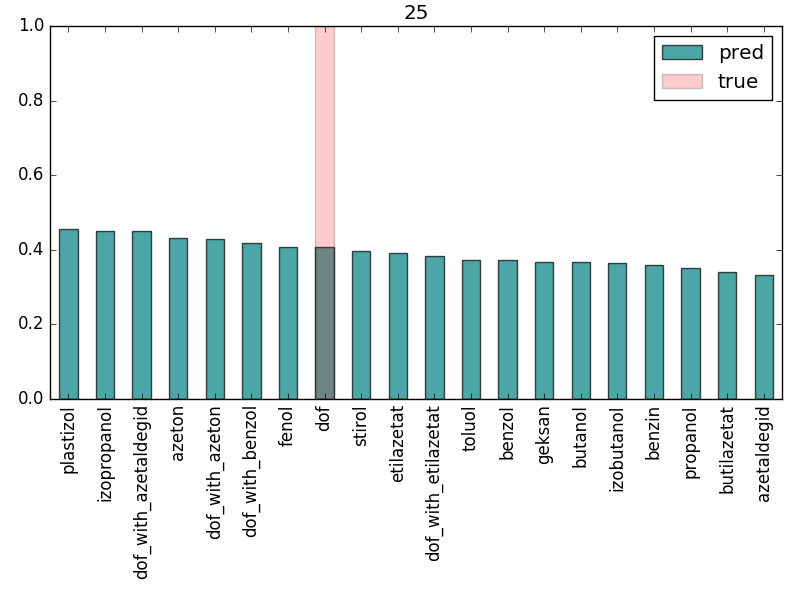 25
1.0
0.8
0.6
0.4
0.2
0.0
pred
true
plastizol
izopropanol
dof_with_azetaldegid
azeton
dof_with_azeton
dof_with_benzol
fenol
dof
stirol
etilazetat
dof_with_etilazetat
toluol
benzol
geksan
butanol
izobutanol
benzin
propanol
butilazetat
azetaldegid